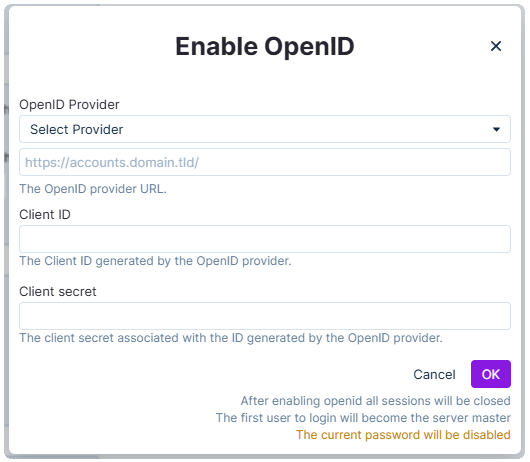 Enable OpenID
OpenID Provider
Select Provider
https://accounts.domain.tld/
The OpenID provider URL.
Client ID
The Client ID generated by the OpenID provider.
Client secret
The client secret associated with the ID generated by the OpenID provider.
Cancel OK
After enabling openid all sessions will be closed
The first user to login will become the server master
The current password will be disabled